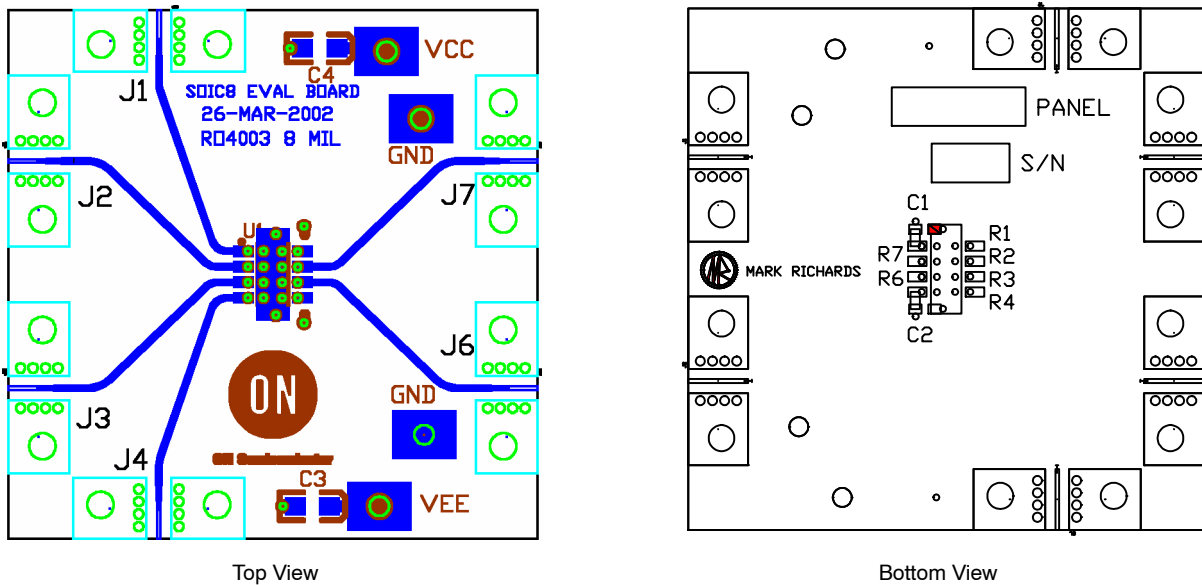 J1
C4
VCC
SOIC8 EVAL BOARD
26-MAR-2002
RO4003 8 MIL
GND
J2
J7
U1
J3
J6
J4
ON
GND
C3
VEE
Top View
PANEL
S/N
C1
R1
R7
R2
R6
R3
R4
C2
MARK RICHARDS
Bottom View